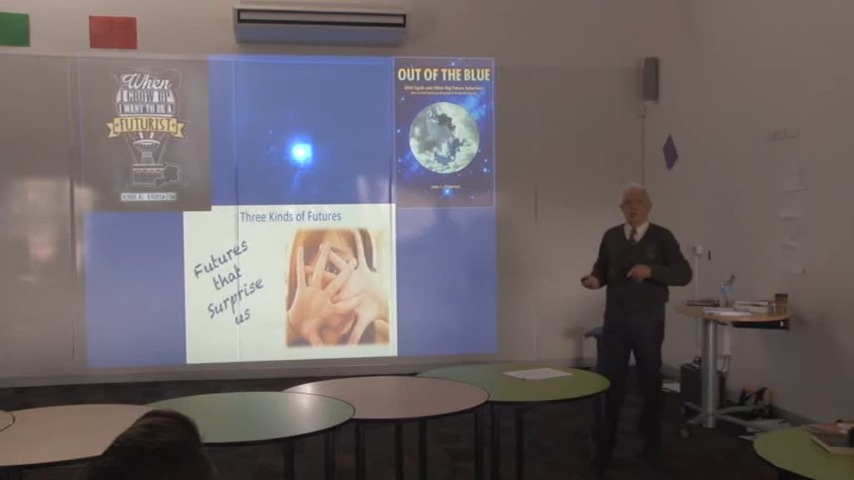 When
I GROW UP
I WANT TO BE A
FUTURIST
OUT OF THE BLUE
Three Kinds of Futures
Futures
that
Surprise
us